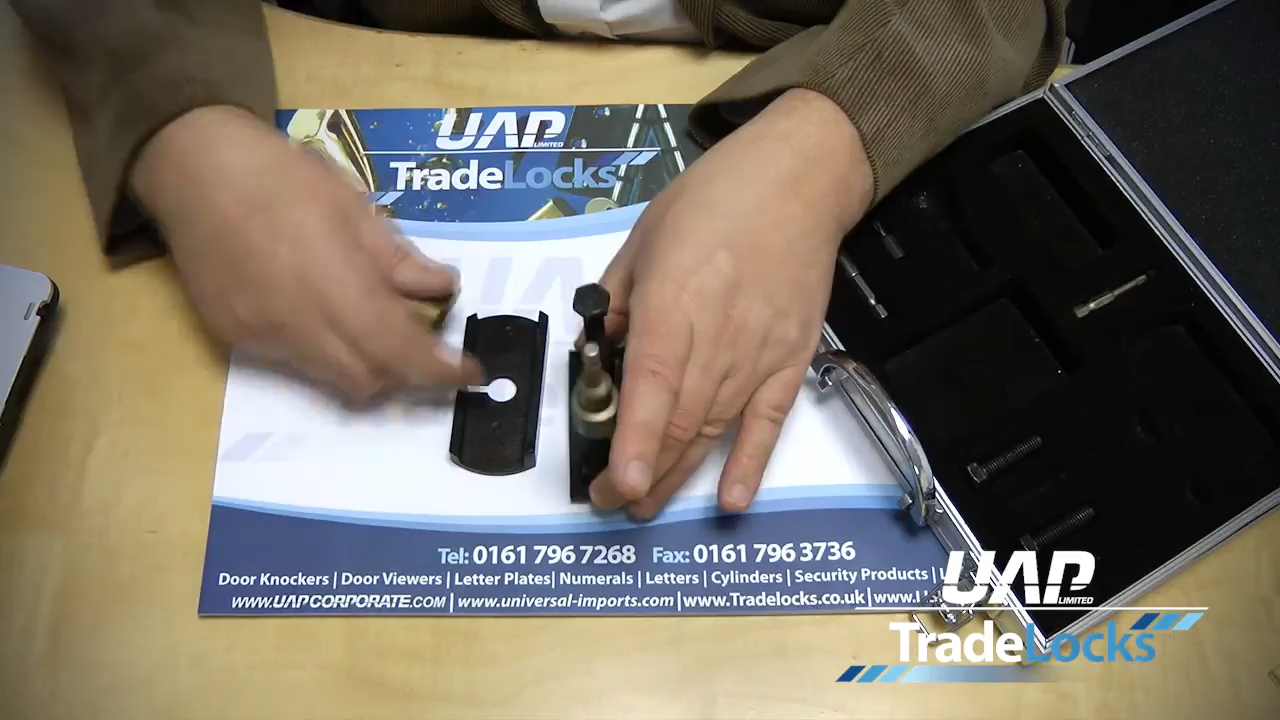 UAP
LIMITED
TradeLocks
Tel: 0161 796 7268 Fax: 0161 796 3736
Door Knockers | Door Viewers | Letter Plates | Numerals | Letters | Cylinders | Security Products |
www.UAPCORPORATE.com | www.universal-imports.com | www.Tradelocks.co.uk | www.
UAP
LIMITED
TradeLocks